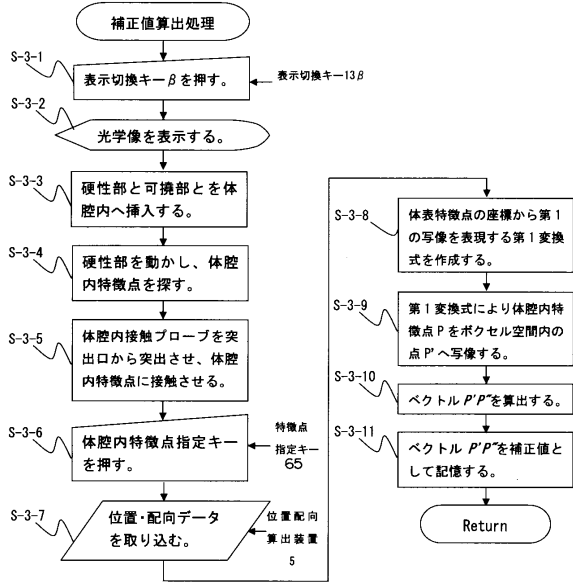 補正値算出処理
S-3-1
表示切換キーβを押す。
表示切換キー13β
S-3-2
光学像を表示する。
S-3-3
硬性部と可撓部とを体
腔内へ挿入する。
S-3-4
硬性部を動かし、体腔
内特徴点を探す。
S-3-5
体腔内接触プローブを突
出口から突出させ、体腔
内特徴点に接触させる。
S-3-6
体腔内特徴点指定キー
を押す。
特徴点
指定キー
65
S-3-7
位置・配向データ
を取り込む。
位置配向
算出装置
5
S-3-8
体表特徴点の座標から第1
の写像を表現する第1変換
式を作成する。
S-3-9
第1変換式により体腔内特
徴点Pをボクセル空間内の
点P'へ写像する。
S-3-10
ベクトルP'P"を算出する。
S-3-11
ベクトルP'P"を補正値と
して記憶する。
Return